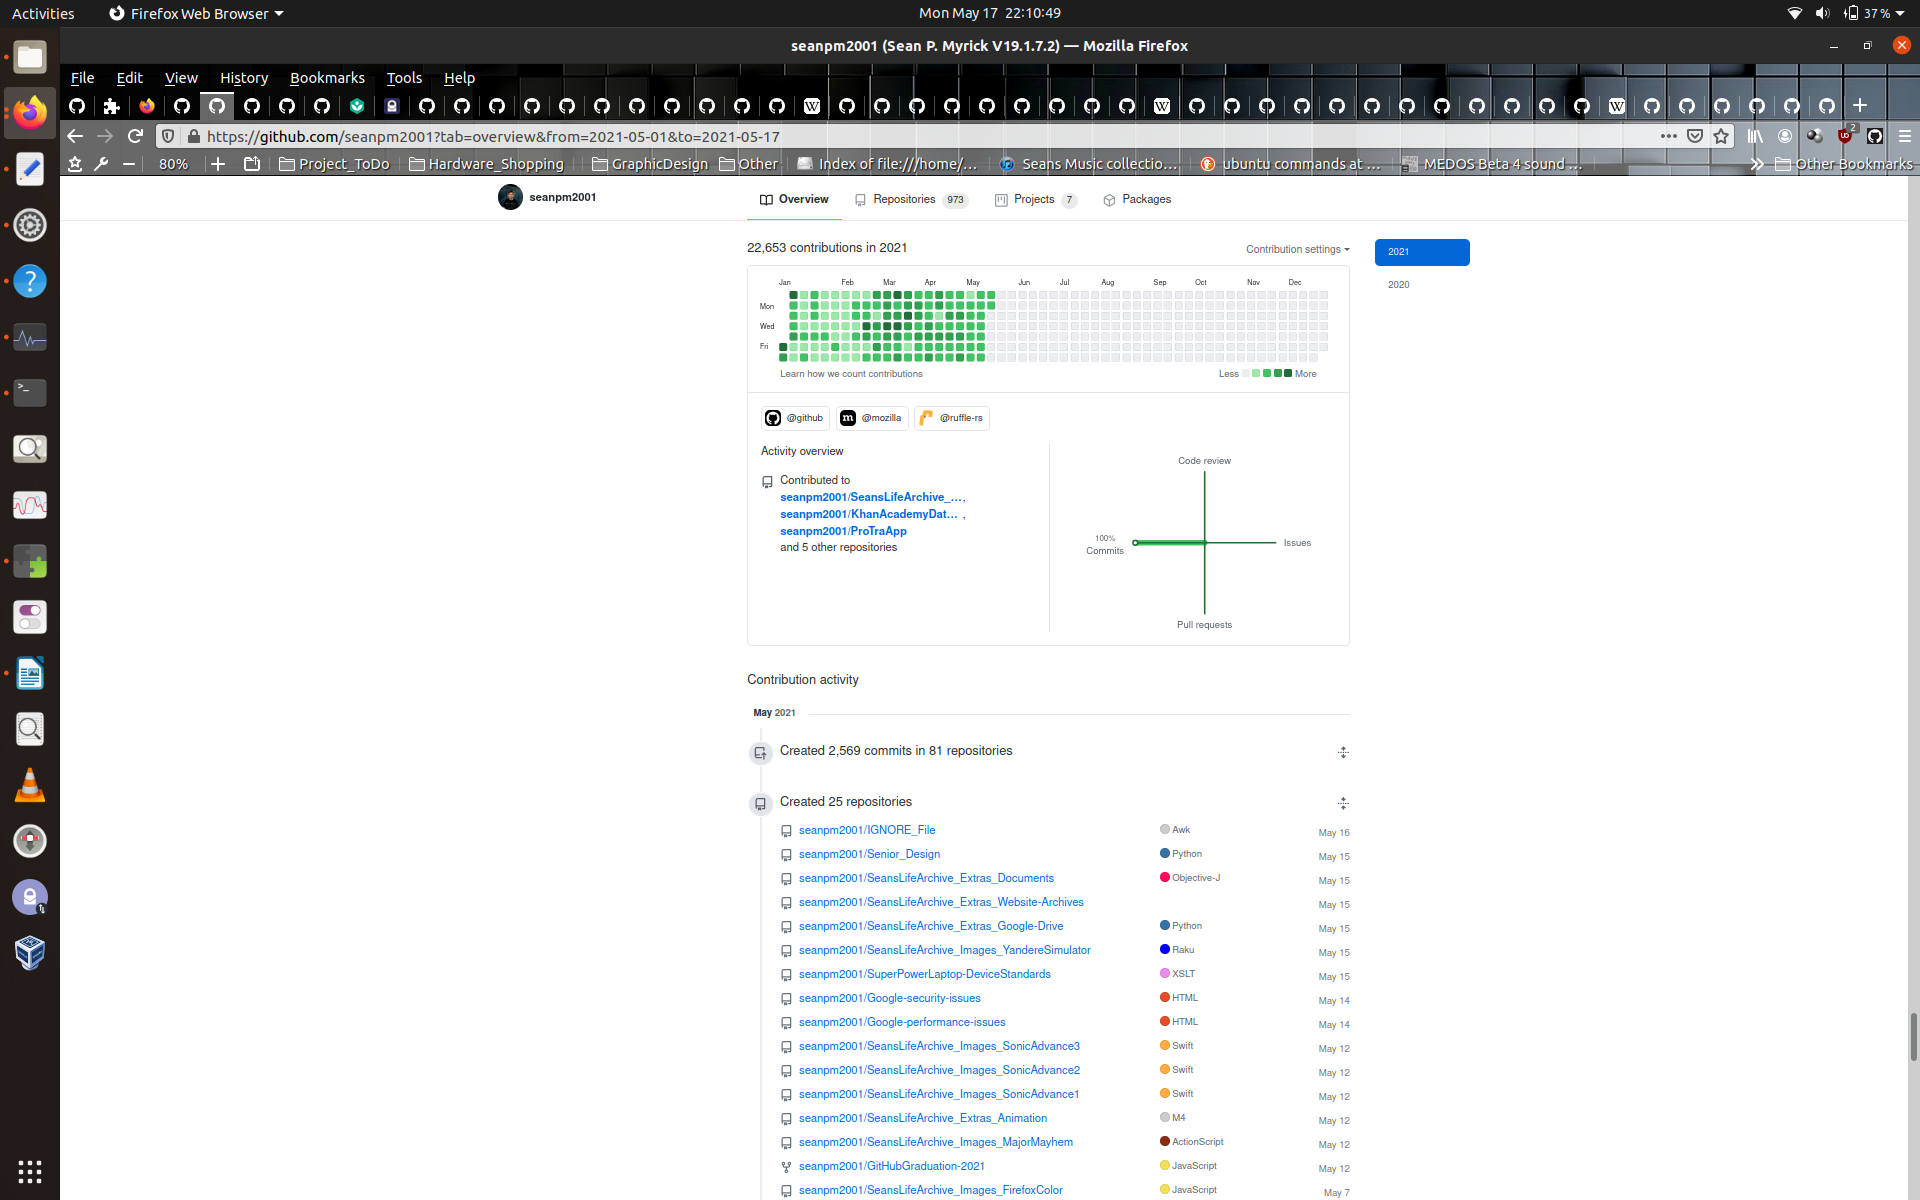 Activities
Firefox Web Browser
Mon May 17 22:10:49
37 %
seanpm2001 (Sean P. Myrick V19.1.7.2) — Mozilla Firefox
File Edit View History Bookmarks Tools Help
https://github.com/seanpm2001?tab=overview&from=2021-05-01&to=2021-05-17
2
80%
Project_ToDo
Hardware_Shopping
GraphicDesign
Other
Index of file:///home/…
Seans Music collectio…
ubuntu commands at …
MEDOS Beta 4 sound …
Other Bookmarks
seanpm2001
Overview
Repositories 973
Projects 7
Packages
22,653 contributions in 2021
Contribution settings
2021
2020
Jan Feb Mar Apr May Jun Jul Aug Sep Oct Nov Dec
Mon
Wed
Fri
Learn how we count contributions
Less More
@github
@mozilla
@ruffle-rs
Activity overview
Contributed to
seanpm2001/SeansLifeArchive_…,
seanpm2001/KhanAcademyDat… ,
seanpm2001/ProTraApp
and 5 other repositories
Code review
100%
Commits
Issues
Pull requests
Contribution activity
May 2021
Created 2,569 commits in 81 repositories
Created 25 repositories
seanpm2001/IGNORE_File Awk May 16
seanpm2001/Senior_Design Python May 15
seanpm2001/SeansLifeArchive_Extras_Documents Objective-J May 15
seanpm2001/SeansLifeArchive_Extras_Website-Archives May 15
seanpm2001/SeansLifeArchive_Extras_Google-Drive Python May 15
seanpm2001/SeansLifeArchive_Images_YandereSimulator Raku May 15
seanpm2001/SuperPowerLaptop-DeviceStandards XSLT May 15
seanpm2001/Google-security-issues HTML May 14
seanpm2001/Google-performance-issues HTML May 14
seanpm2001/SeansLifeArchive_Images_SonicAdvance3 Swift May 12
seanpm2001/SeansLifeArchive_Images_SonicAdvance2 Swift May 12
seanpm2001/SeansLifeArchive_Images_SonicAdvance1 Swift May 12
seanpm2001/SeansLifeArchive_Extras_Animation M4 May 12
seanpm2001/SeansLifeArchive_Images_MajorMayhem ActionScript May 12
seanpm2001/GitHubGraduation-2021 JavaScript May 12
seanpm2001/SeansLifeArchive_Images_FirefoxColor JavaScript May 7